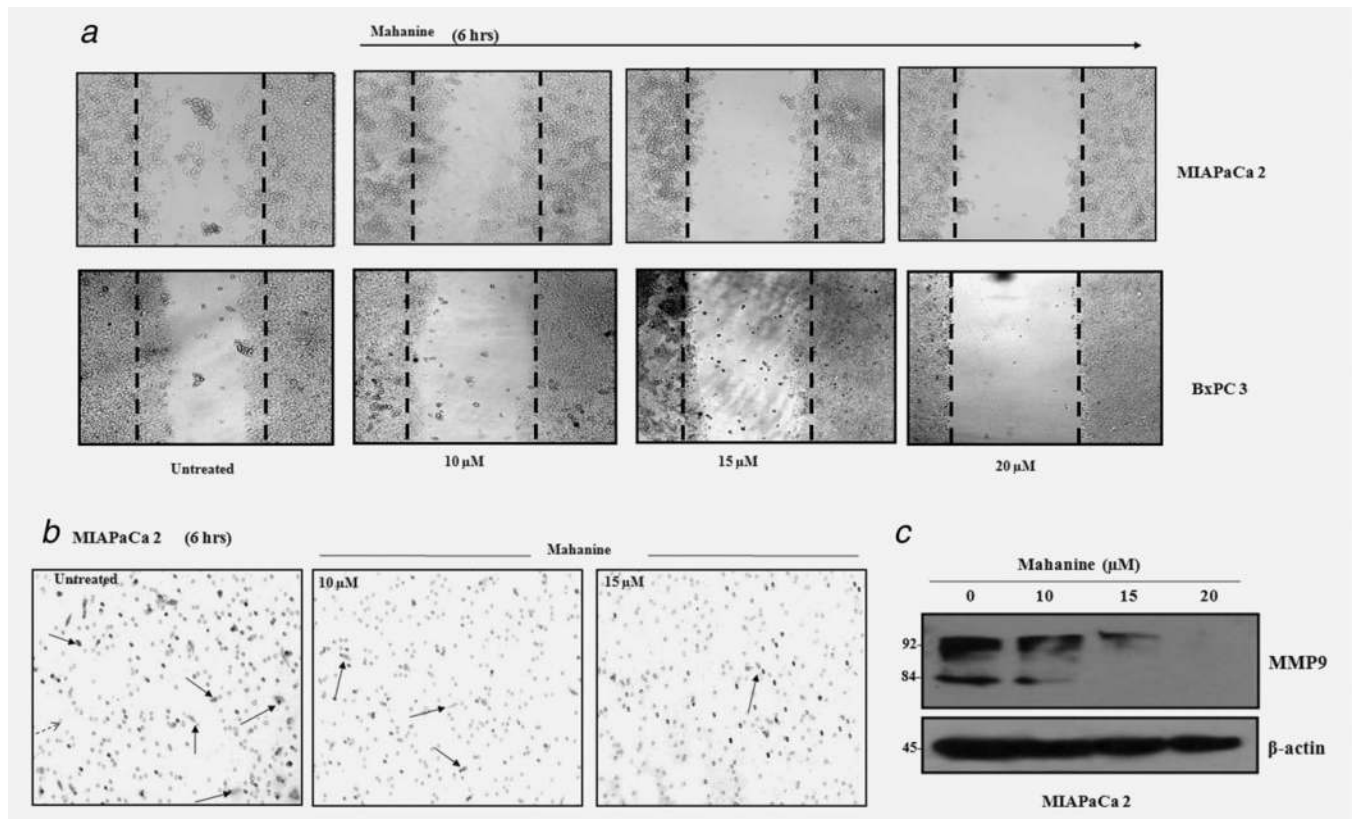 a
Mahanine (6 hrs)
MIAPaCa 2
BxPC 3
Untreated
10 µM
15 µM
20 µM
b
MIAPaCa 2 (6 hrs)
Mahanine
Untreated
10 µM
15 µM
c
Mahanine (µM)
0 10 15 20
92-
84-
MMP9
45-
β-actin
MIAPaCa 2